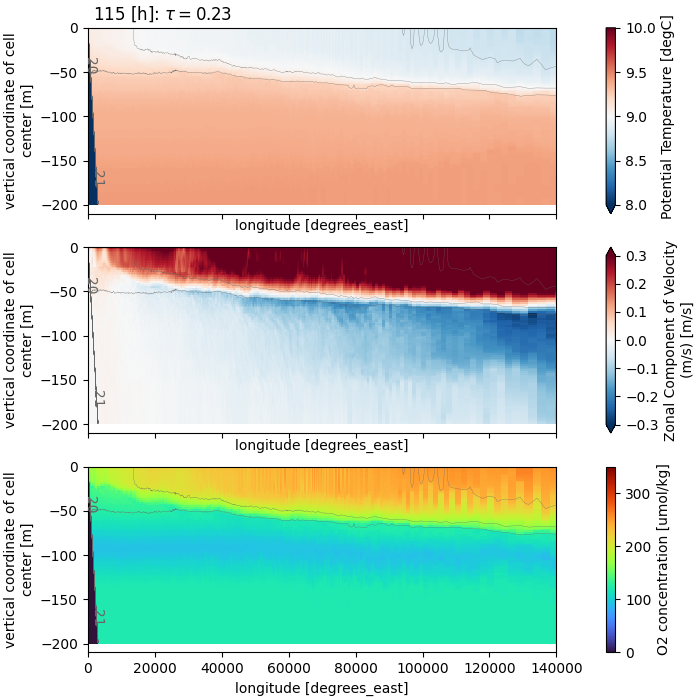 115 [h]: τ = 0.23
0
−50
−100
−150
−200
vertical coordinate of cell
center [m]
20
21
longitude [degrees_east]
10.0
9.5
9.0
8.5
8.0
Potential Temperature [degC]
0
−50
−100
−150
−200
vertical coordinate of cell
center [m]
20
21
longitude [degrees_east]
0.3
0.2
0.1
0.0
−0.1
−0.2
−0.3
Zonal Component of Velocity
(m/s) [m/s]
0
−50
−100
−150
−200
vertical coordinate of cell
center [m]
20
21
0 20000 40000 60000 80000 100000 120000 140000
longitude [degrees_east]
300
200
100
0
O2 concentration [umol/kg]